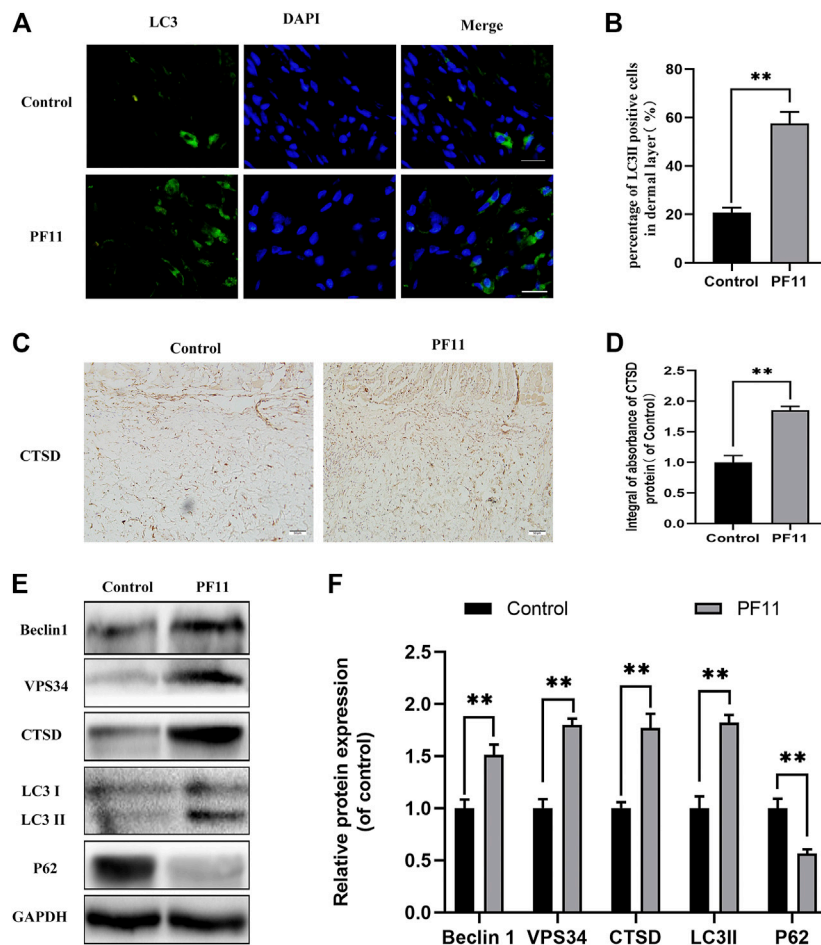 A
LC3
DAPI
Merge
Control
PF11
B
percentage of LC3II positive cells
in dermal layer( %)
80
60
40
20
0
**
Control
PF11
C
Control
PF11
CTSD
D
Integral of absorbance of CTSD
protein( of Control)
2.5
2.0
1.5
1.0
0.5
0.0
**
Control
PF11
E
Control
PF11
Beclin1
VPS34
CTSD
LC3 I
LC3 II
P62
GAPDH
F
Control
PF11
Relative protein expression
(of control)
2.5
2.0
1.5
1.0
0.5
0.0
**
**
**
**
**
Beclin 1
VPS34
CTSD
LC3II
P62